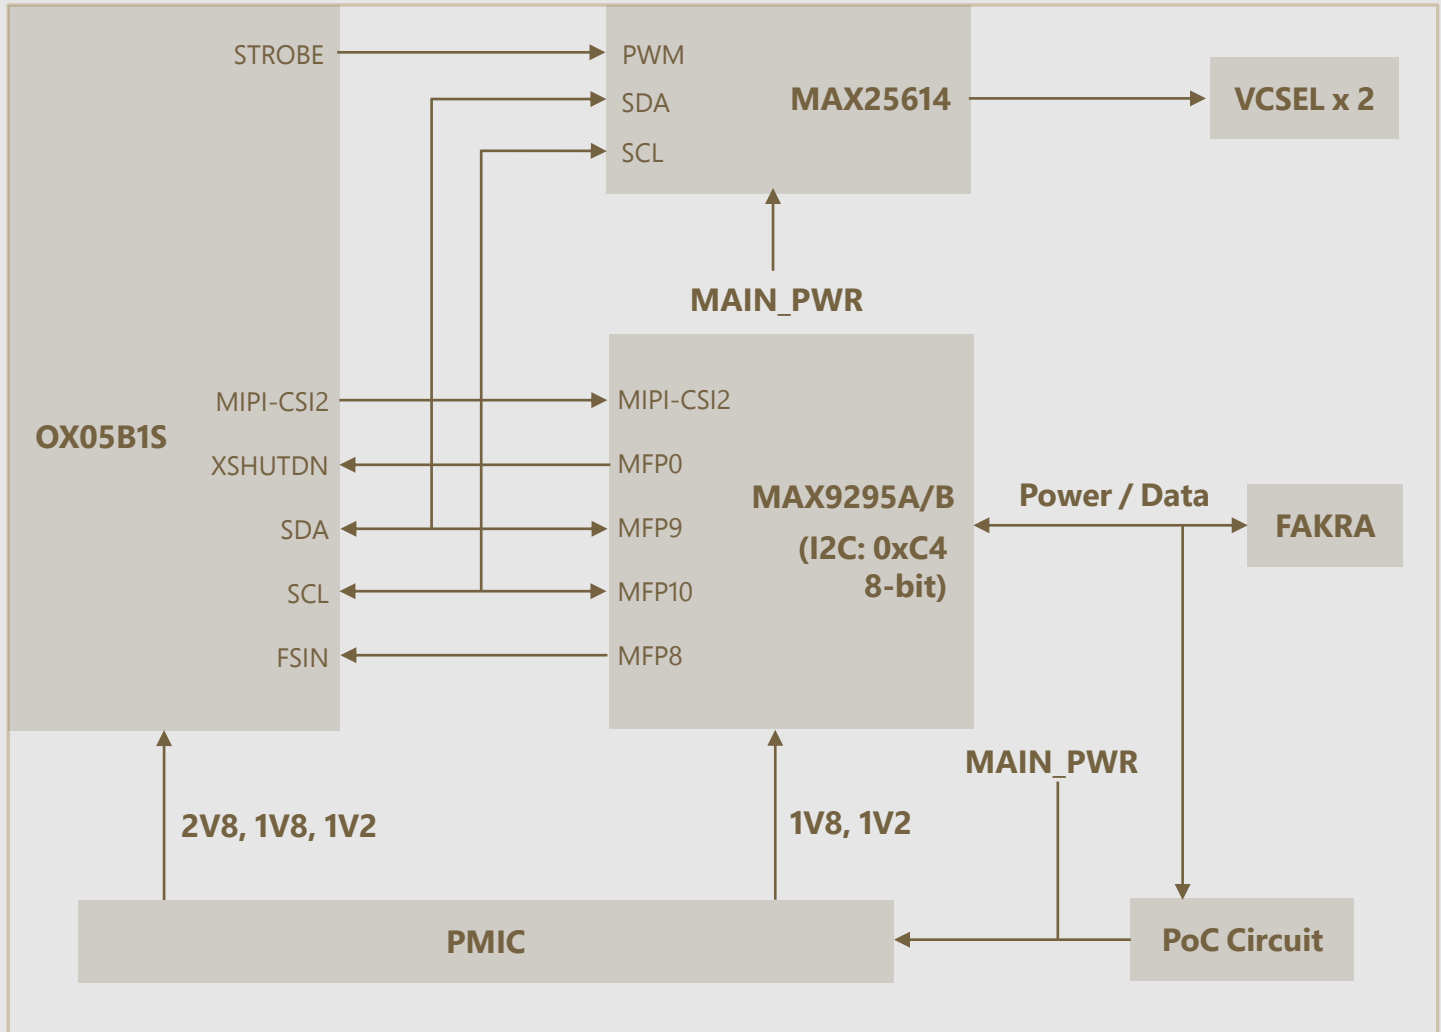 STROBE
PWM
SDA
SCL
MAX25614
VCSEL x 2
MAIN_PWR
OX05B1S
MIPI-CSI2
XSHUTDN
SDA
SCL
FSIN
MIPI-CSI2
MFP0
MFP9
MFP10
MFP8
MAX9295A/B
(I2C: 0xC4
8-bit)
Power / Data
FAKRA
MAIN_PWR
2V8, 1V8, 1V2
1V8, 1V2
PMIC
PoC Circuit